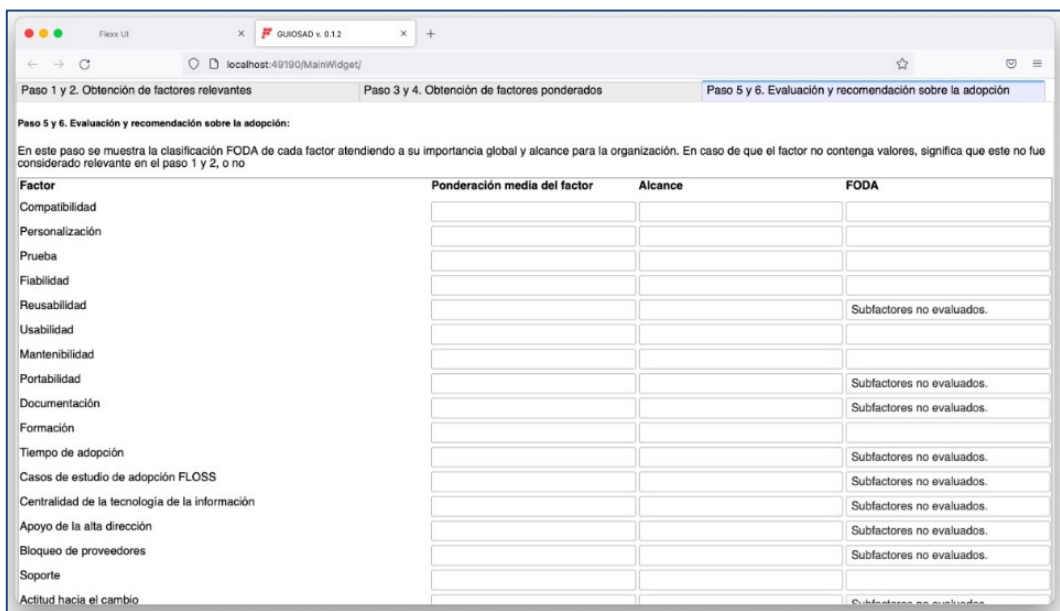 Flexx UI
GUIOSAD v. 0.1.2
localhost:49190/MainWidget/
Paso 1 y 2. Obtención de factores relevantes
Paso 3 y 4. Obtención de factores ponderados
Paso 5 y 6. Evaluación y recomendación sobre la adopción
Paso 5 y 6. Evaluación y recomendación sobre la adopción:
En este paso se muestra la clasificación FODA de cada factor atendiendo a su importancia global y alcance para la organización. En caso de que el factor no contenga valores, significa que este no fue
considerado relevante en el paso 1 y 2, o no
Factor Ponderación media del factor Alcance FODA
Compatibilidad
Personalización
Prueba
Fiabilidad
Reusabilidad Subfactores no evaluados.
Usabilidad
Mantenibilidad
Portabilidad Subfactores no evaluados.
Documentación Subfactores no evaluados.
Formación
Tiempo de adopción Subfactores no evaluados.
Casos de estudio de adopción FLOSS Subfactores no evaluados.
Centralidad de la tecnología de la información Subfactores no evaluados.
Apoyo de la alta dirección Subfactores no evaluados.
Bloqueo de proveedores Subfactores no evaluados.
Soporte
Actitud hacia el cambio Subfactores no evaluados.